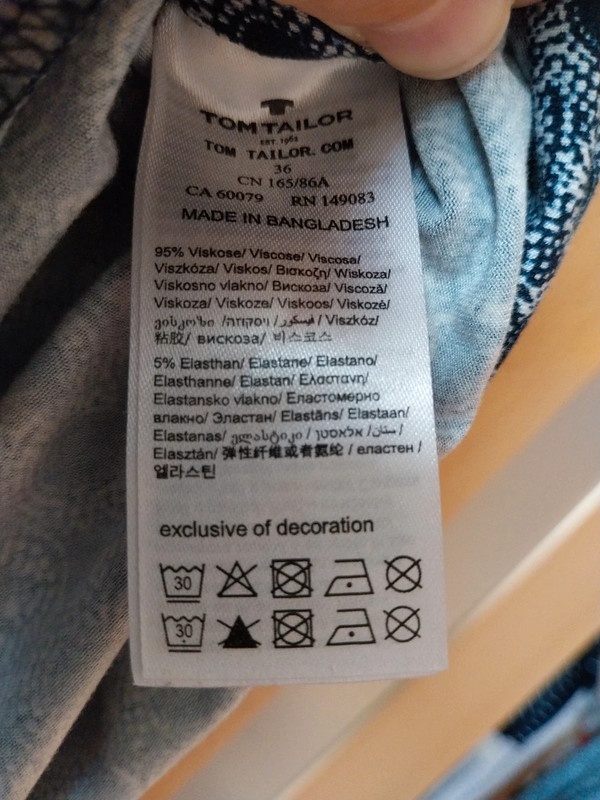 TOM TAILOR
EST. 1962
TOM TAILOR. COM
36
CN 165/86A
CA 60079 RN 149083
MADE IN BANGLADESH
95% Viskose/ Viscose/ Viscosa/
Viszkóza/ Viskos/ Βισκοζη/ Wiskoza/
Viskosno vlakno/ Вискоза/ Viscoză/
Viskoza/ Viskoze/ Viskoos/ Viskozė/
ვისკოზი /ויסקוזה / فيسكوز/ Viszkóz/
粘胶/ вискоза/ 비스코스
5% Elasthan/ Elastane/ Elastano/
Elasthanne/ Elastan/ Ελαστανη/
Elastansko vlakno/ Еластомерно
влакно/ Эластан/ Elastāns/ Elastaan/
Elastanas/ ელასტიკი / אלאסטן /
Elasztán/ 弹性纤维或者氨纶 / еластен /
엘라스틴
exclusive of decoration
30
30